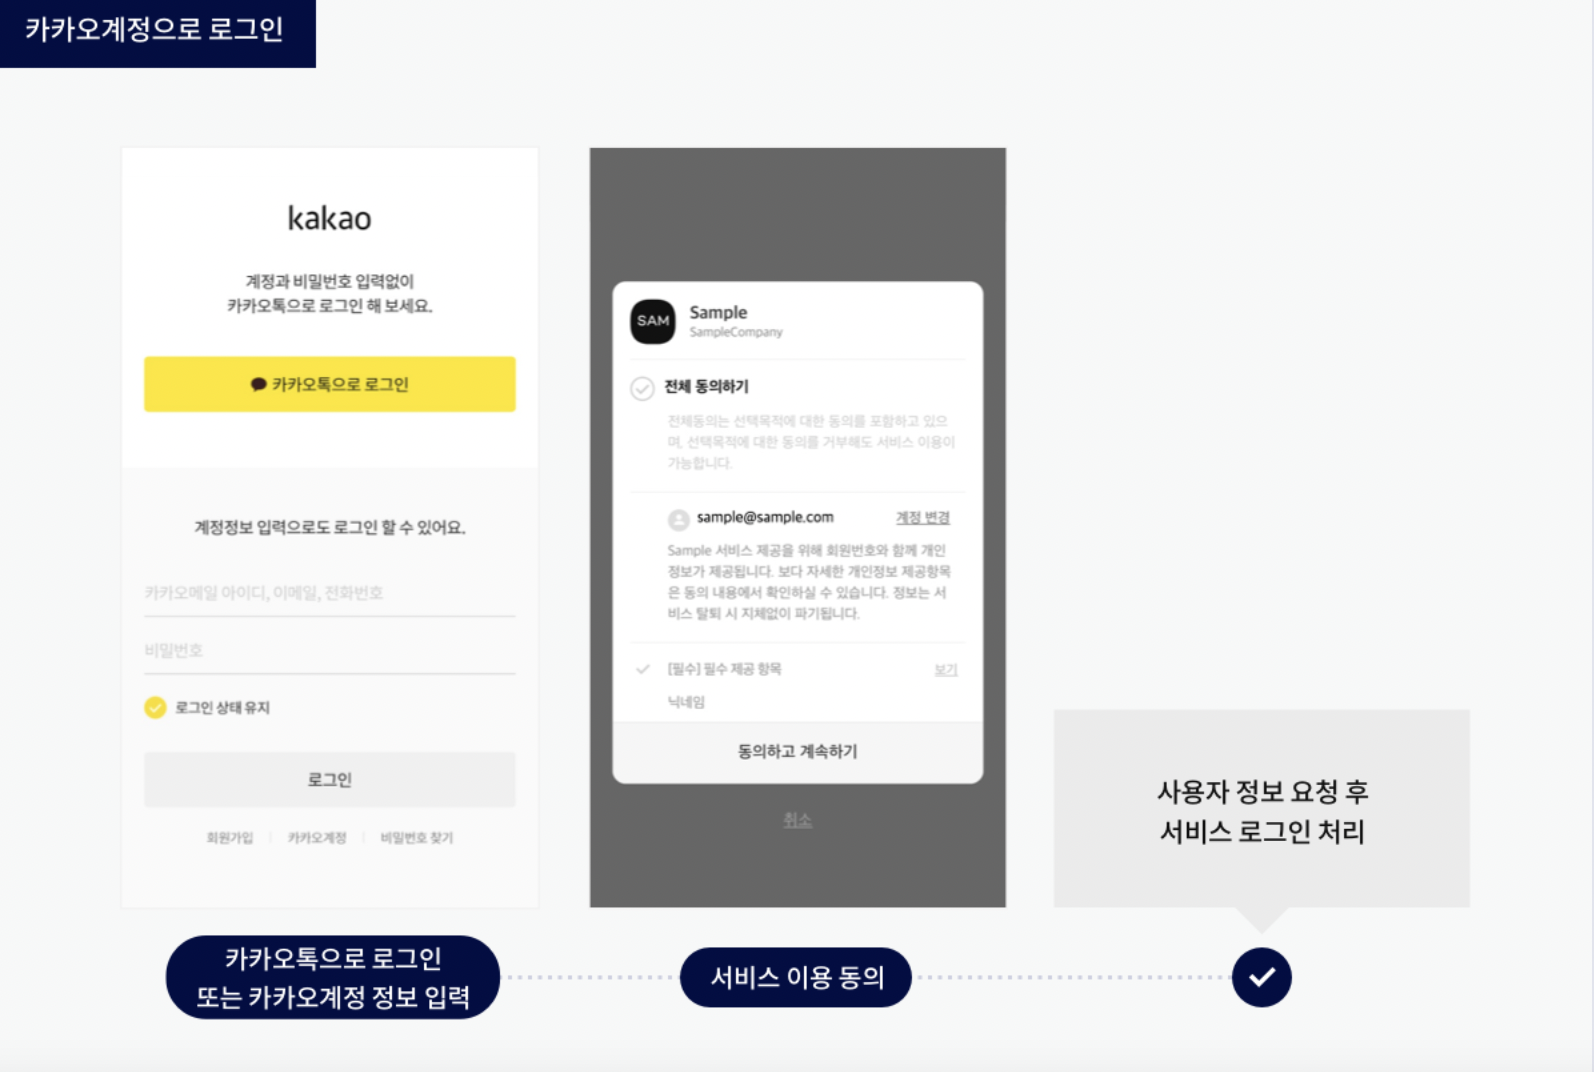 카카오계정으로 로그인
kakao
계정과 비밀번호 입력없이
카카오톡으로 로그인 해 보세요.
카카오톡으로 로그인
계정정보 입력으로도 로그인 할 수 있어요.
카카오메일 아이디, 이메일, 전화번호
비밀번호
로그인 상태 유지
로그인
회원가입
카카오계정
비밀번호 찾기
SAM
Sample
SampleCompany
전체 동의하기
전체동의는 선택목적에 대한 동의를 포함하고 있으
며, 선택목적에 대한 동의를 거부해도 서비스 이용이
가능합니다.
sample@sample.com
계정 변경
Sample 서비스 제공을 위해 회원번호와 함께 개인
정보가 제공됩니다. 보다 자세한 개인정보 제공항목
은 동의 내용에서 확인하실 수 있습니다. 정보는 서
비스 탈퇴 시 지체없이 파기됩니다.
[필수] 필수 제공 항목
보기
닉네임
동의하고 계속하기
취소
사용자 정보 요청 후
서비스 로그인 처리
카카오톡으로 로그인
또는 카카오계정 정보 입력
서비스 이용 동의